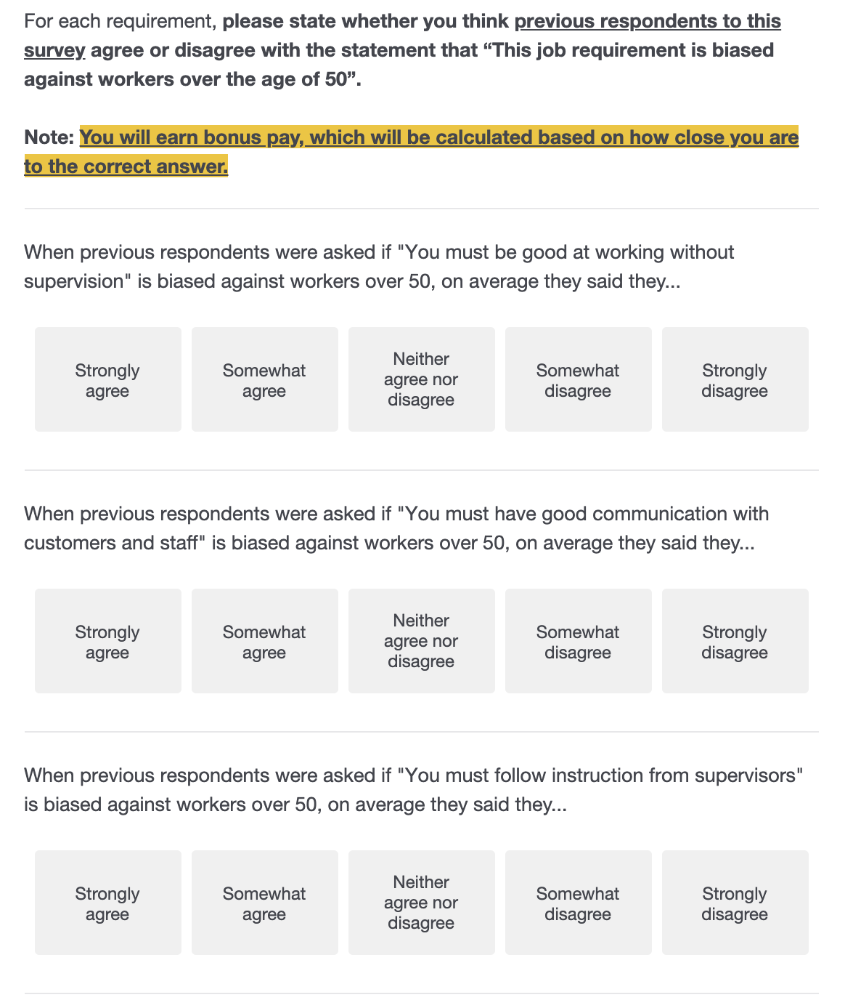 For each requirement, please state whether you think previous respondents to this
survey agree or disagree with the statement that “This job requirement is biased
against workers over the age of 50”.
Note: You will earn bonus pay, which will be calculated based on how close you are
to the correct answer.
When previous respondents were asked if "You must be good at working without
supervision" is biased against workers over 50, on average they said they...
Strongly
agree
Somewhat
agree
Neither
agree nor
disagree
Somewhat
disagree
Strongly
disagree
When previous respondents were asked if "You must have good communication with
customers and staff" is biased against workers over 50, on average they said they...
Strongly
agree
Somewhat
agree
Neither
agree nor
disagree
Somewhat
disagree
Strongly
disagree
When previous respondents were asked if "You must follow instruction from supervisors"
is biased against workers over 50, on average they said they...
Strongly
agree
Somewhat
agree
Neither
agree nor
disagree
Somewhat
disagree
Strongly
disagree